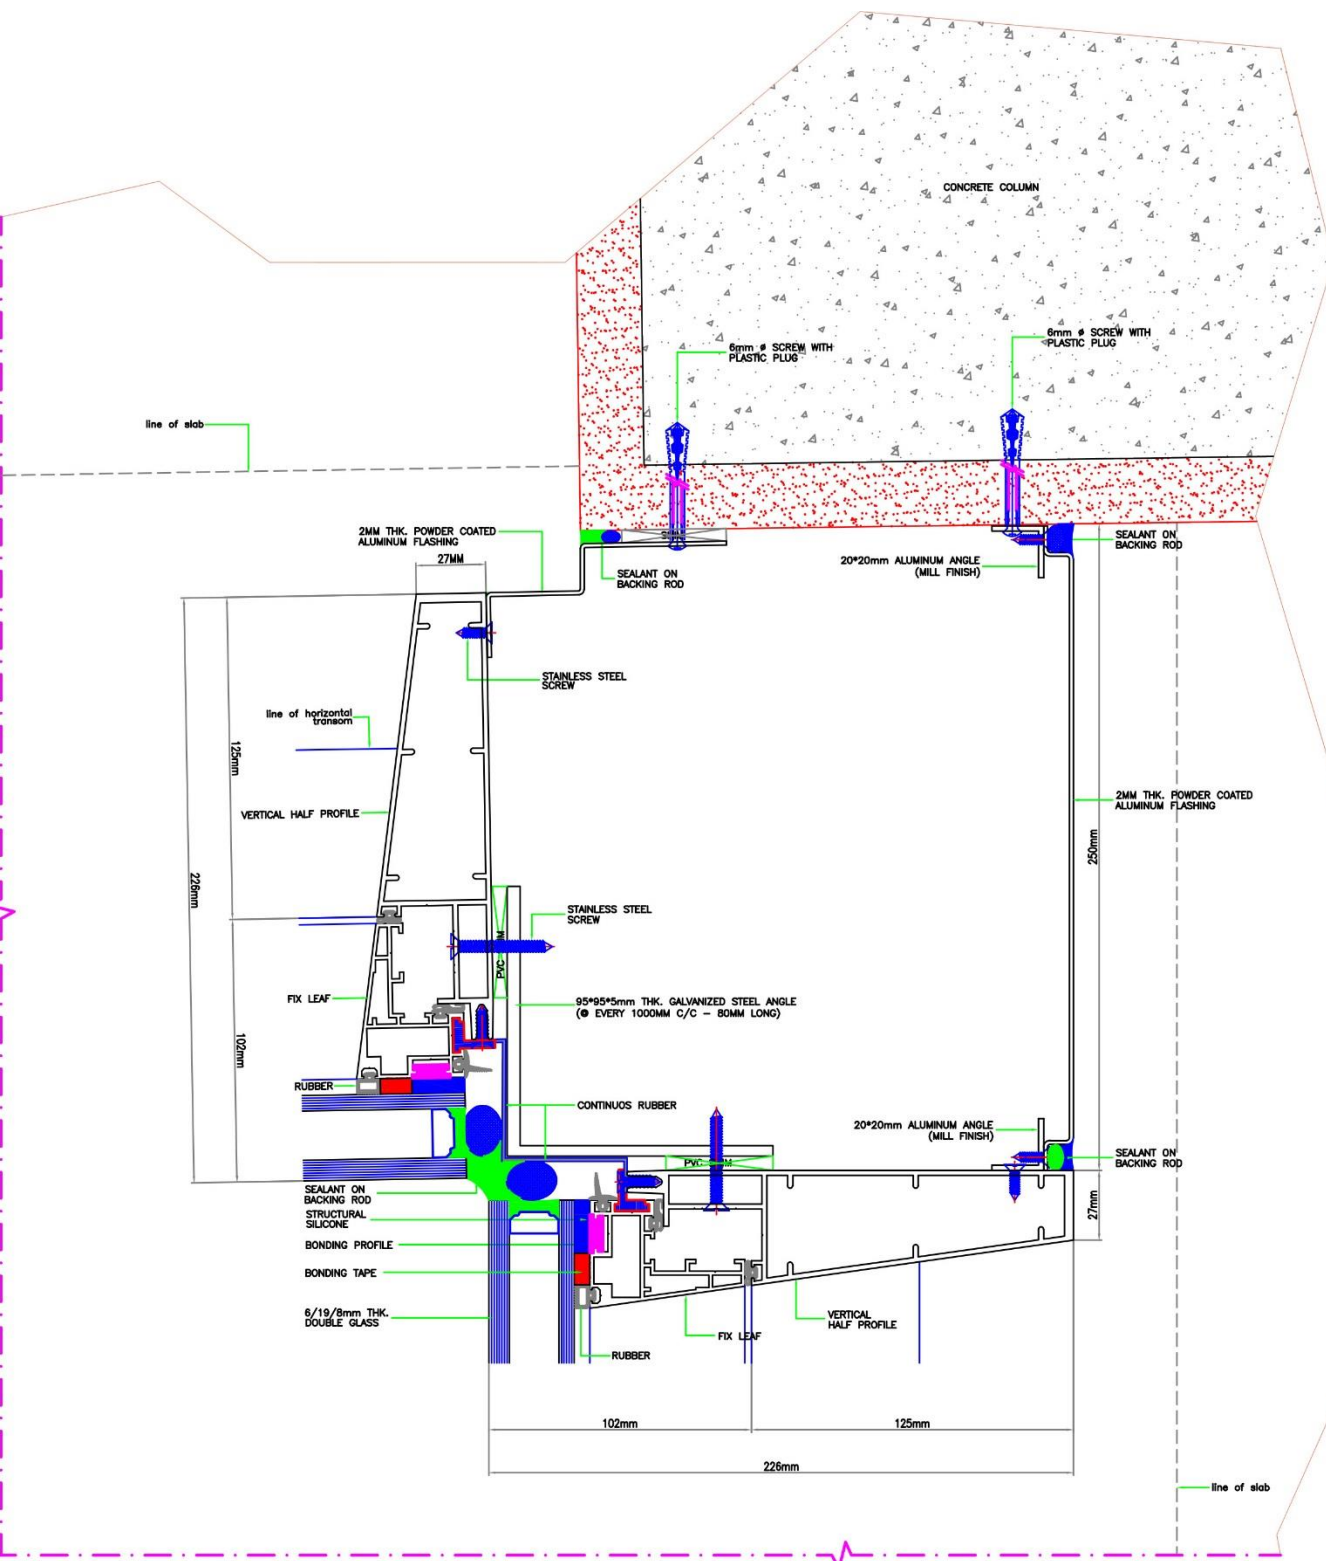 CONCRETE COLUMN
6mm ø SCREW WITH
PLASTIC PLUG
6mm ø SCREW WITH
PLASTIC PLUG
line of slab
2MM THK. POWDER COATED
ALUMINUM FLASHING
27MM
SEALANT ON
BACKING ROD
20*20mm ALUMINUM ANGLE
(MILL FINISH)
SEALANT ON
BACKING ROD
STAINLESS STEEL
SCREW
line of horizontal
transom
125mm
VERTICAL HALF PROFILE
2MM THK. POWDER COATED
ALUMINUM FLASHING
250mm
226mm
STAINLESS STEEL
SCREW
PVC
FIX LEAF
95*95*5mm THK. GALVANIZED STEEL ANGLE
(@ EVERY 1000MM C/C - 80MM LONG)
102mm
RUBBER
CONTINUOS RUBBER
20*20mm ALUMINUM ANGLE
(MILL FINISH)
SEALANT ON
BACKING ROD
PVC
SEALANT ON
BACKING ROD
STRUCTURAL
SILICONE
27mm
BONDING PROFILE
BONDING TAPE
6/19/8mm THK.
DOUBLE GLASS
VERTICAL
HALF PROFILE
FIX LEAF
RUBBER
102mm
125mm
226mm
line of slab